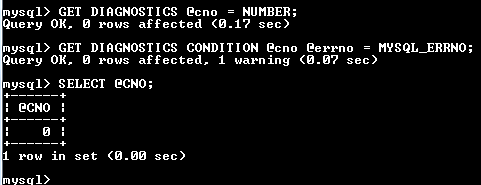 mysql> GET DIAGNOSTICS @cno = NUMBER;
Query OK, 0 rows affected (0.17 sec)
mysql> GET DIAGNOSTICS CONDITION @cno @errno = MYSQL_ERRNO;
Query OK, 0 rows affected, 1 warning (0.07 sec)
mysql> SELECT @CNO;
+------+
| @CNO |
+------+
|    0 |
+------+
1 row in set (0.00 sec)
mysql>